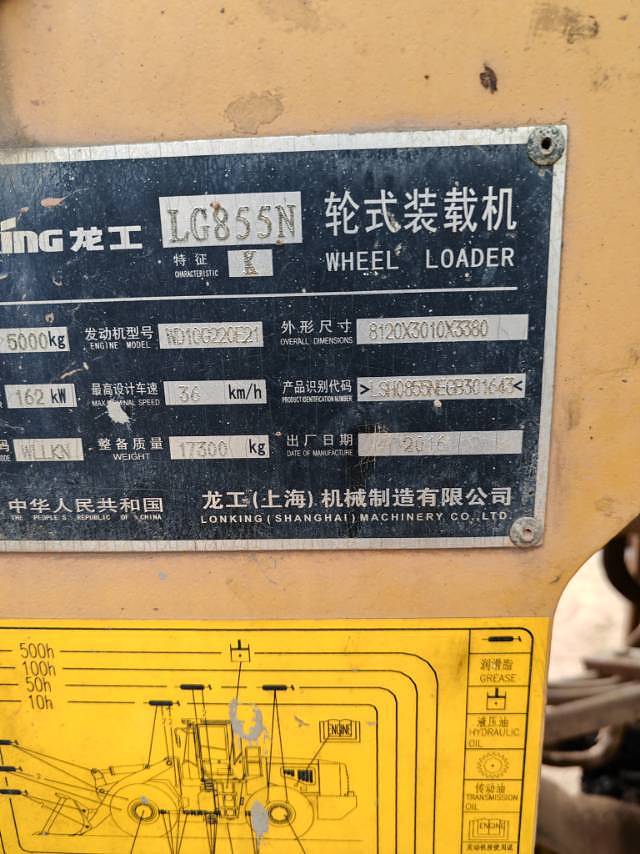 ing 龙工
LG855N
轮式装载机
WHEEL LOADER
特征 K
CHARACTERISTIC
5000kg
发动机型号 WD10G220E21
ENGINE MODEL
外形尺寸 8120X3010X3380
OVERALL DIMENSIONS
162 kW
最高设计车速 36 km/h
产品识别代码
PRODUCT IDENTIFICATION NUMBER
整备质量 17300 kg
WEIGHT
出厂日期 2016
DATE OF MANUFACTURE
中华人民共和国
THE PEOPLE'S REPUBLIC OF CHINA
龙工(上海)机械制造有限公司
LONKING(SHANGHAI)MACHINERY CO.,LTD.
500h
100h
50h
10h
ENGINE
润滑脂
GREASE
液压油
HYDRAULIC
OIL
传动油
TRANSMISSION
OIL
ENGINE